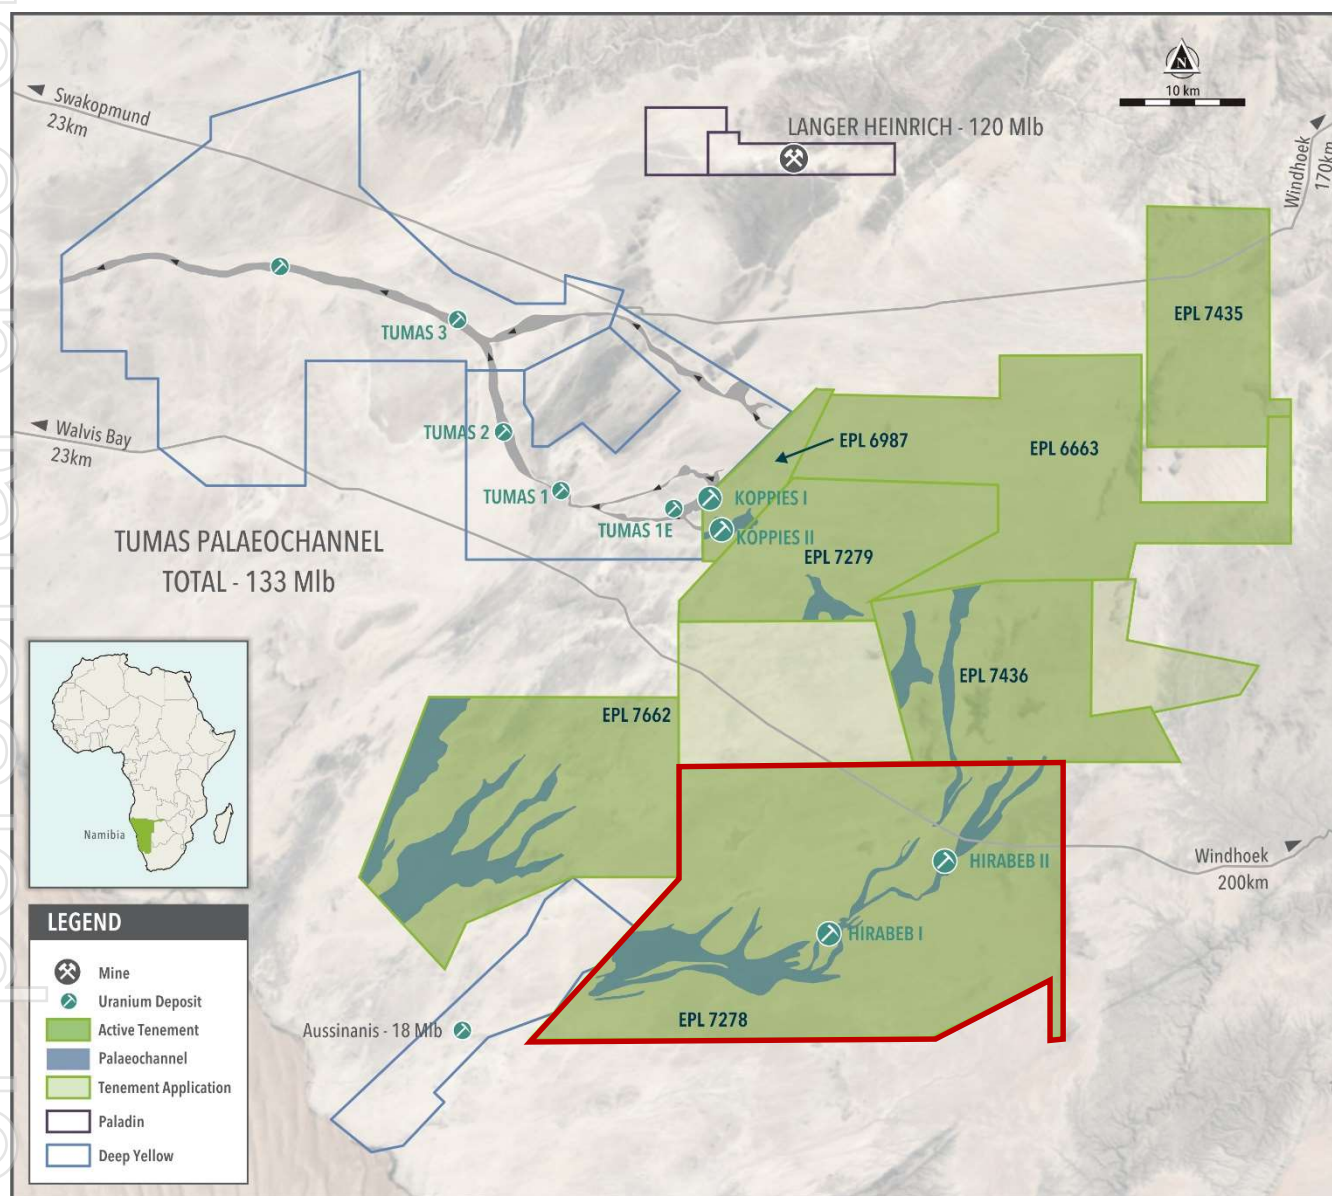 N
10 km
Swakopmund
23km
LANGER HEINRICH - 120 Mlb
Windhoek
170km
EPL 7435
TUMAS 3
TUMAS 2
Walvis Bay
23km
EPL 6987
EPL 6663
TUMAS 1
KOPPIES I
TUMAS 1E
KOPPIES II
EPL 7279
TUMAS PALAEOCHANNEL
TOTAL - 133 Mlb
EPL 7436
EPL 7662
Namibia
Windhoek
200km
HIRABEB II
HIRABEB I
EPL 7278
Aussinanis - 18 Mlb
LEGEND
Mine
Uranium Deposit
Active Tenement
Palaeochannel
Tenement Application
Paladin
Deep Yellow